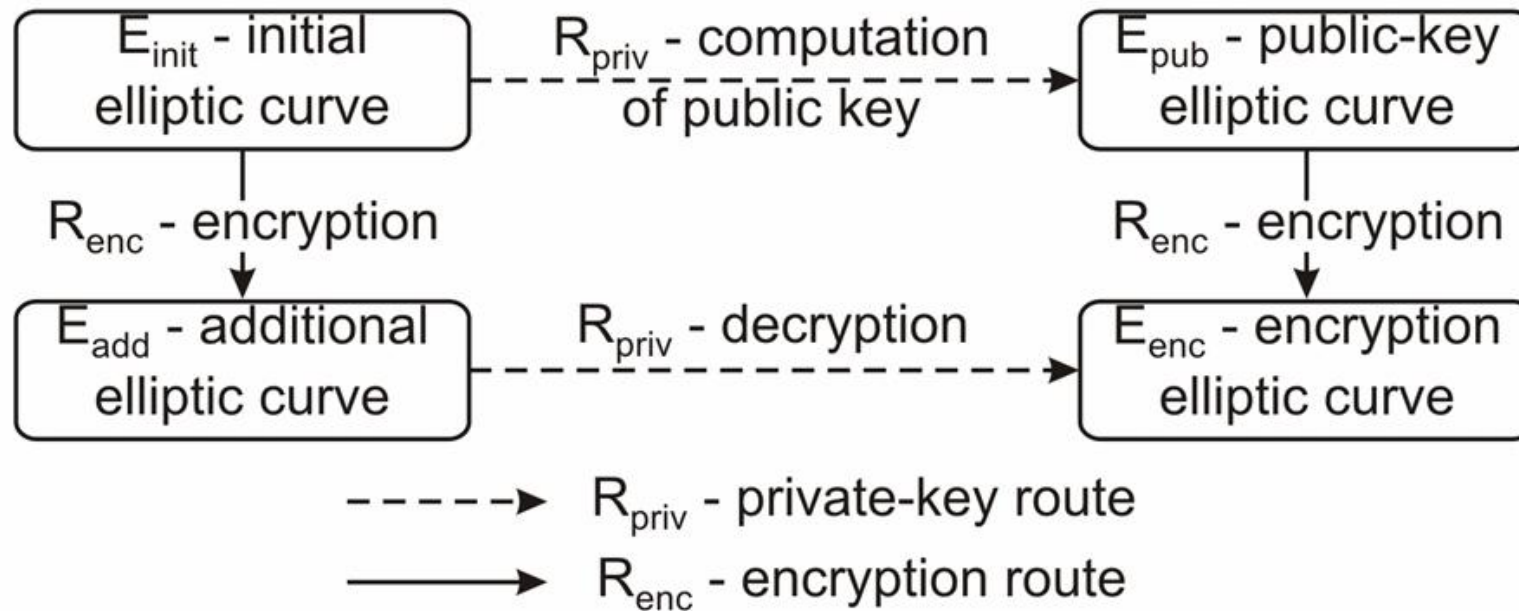 E_init - initial
elliptic curve
R_priv - computation
of public key
E_pub - public-key
elliptic curve
R_enc - encryption
R_enc - encryption
E_add - additional
elliptic curve
R_priv - decryption
E_enc - encryption
elliptic curve
R_priv - private-key route
R_enc - encryption route